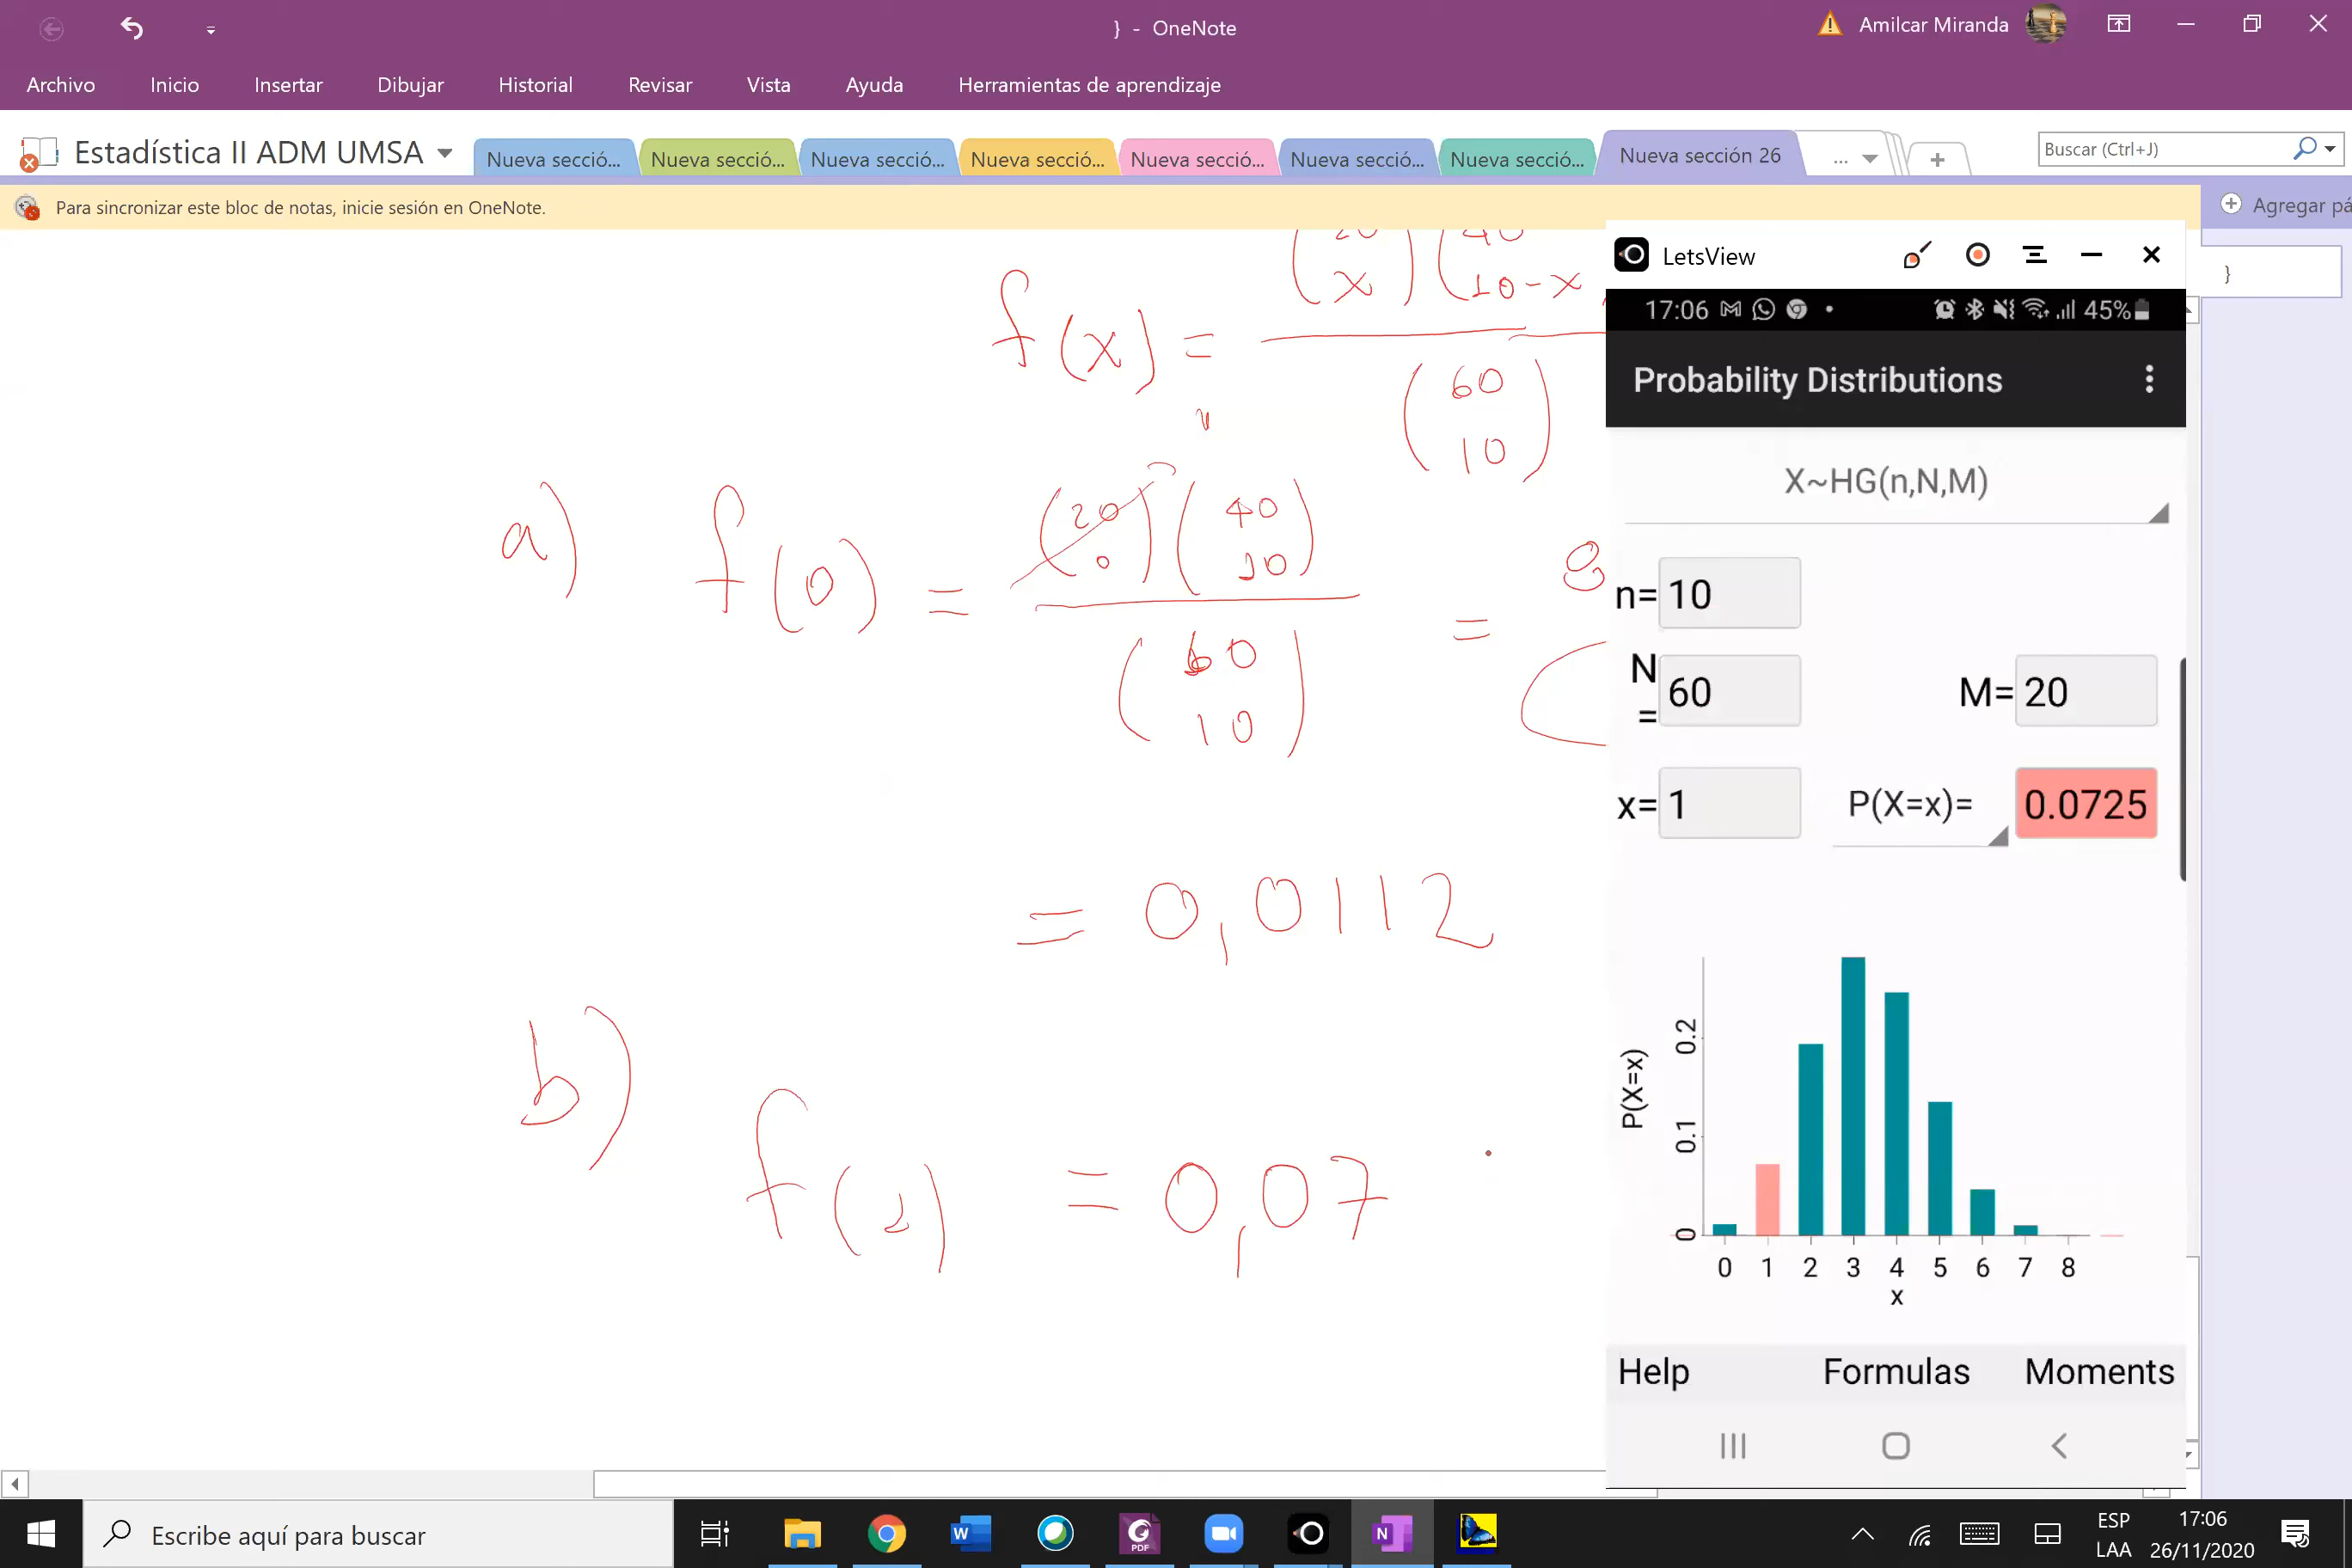 } - OneNote
Amilcar Miranda
Archivo Inicio Insertar Dibujar Historial Revisar Vista Ayuda Herramientas de aprendizaje
Estadística II ADM UMSA
Nueva secció... Nueva secció... Nueva secció... Nueva secció... Nueva secció... Nueva secció... Nueva secció... Nueva sección 26 ... +
Buscar (Ctrl+J)
Para sincronizar este bloc de notas, inicie sesión en OneNote.
Agregar pá
}
f(x) = (20 x)(40 10-x
(60 10)
a) f(0) = (20 0)(40 10)
(60 10)
= 8
= 0,0112
b) f(1) = 0,07
LetsView
17:06 45%
Probability Distributions
X~HG(n,N,M)
n= 10
N= 60 M= 20
x= 1 P(X=x)= 0.0725
P(X=x)
0.2
0.1
0
0 1 2 3 4 5 6 7 8
x
Help Formulas Moments
Escribe aquí para buscar
W
PDF
N
ESP
LAA
17:06
26/11/2020